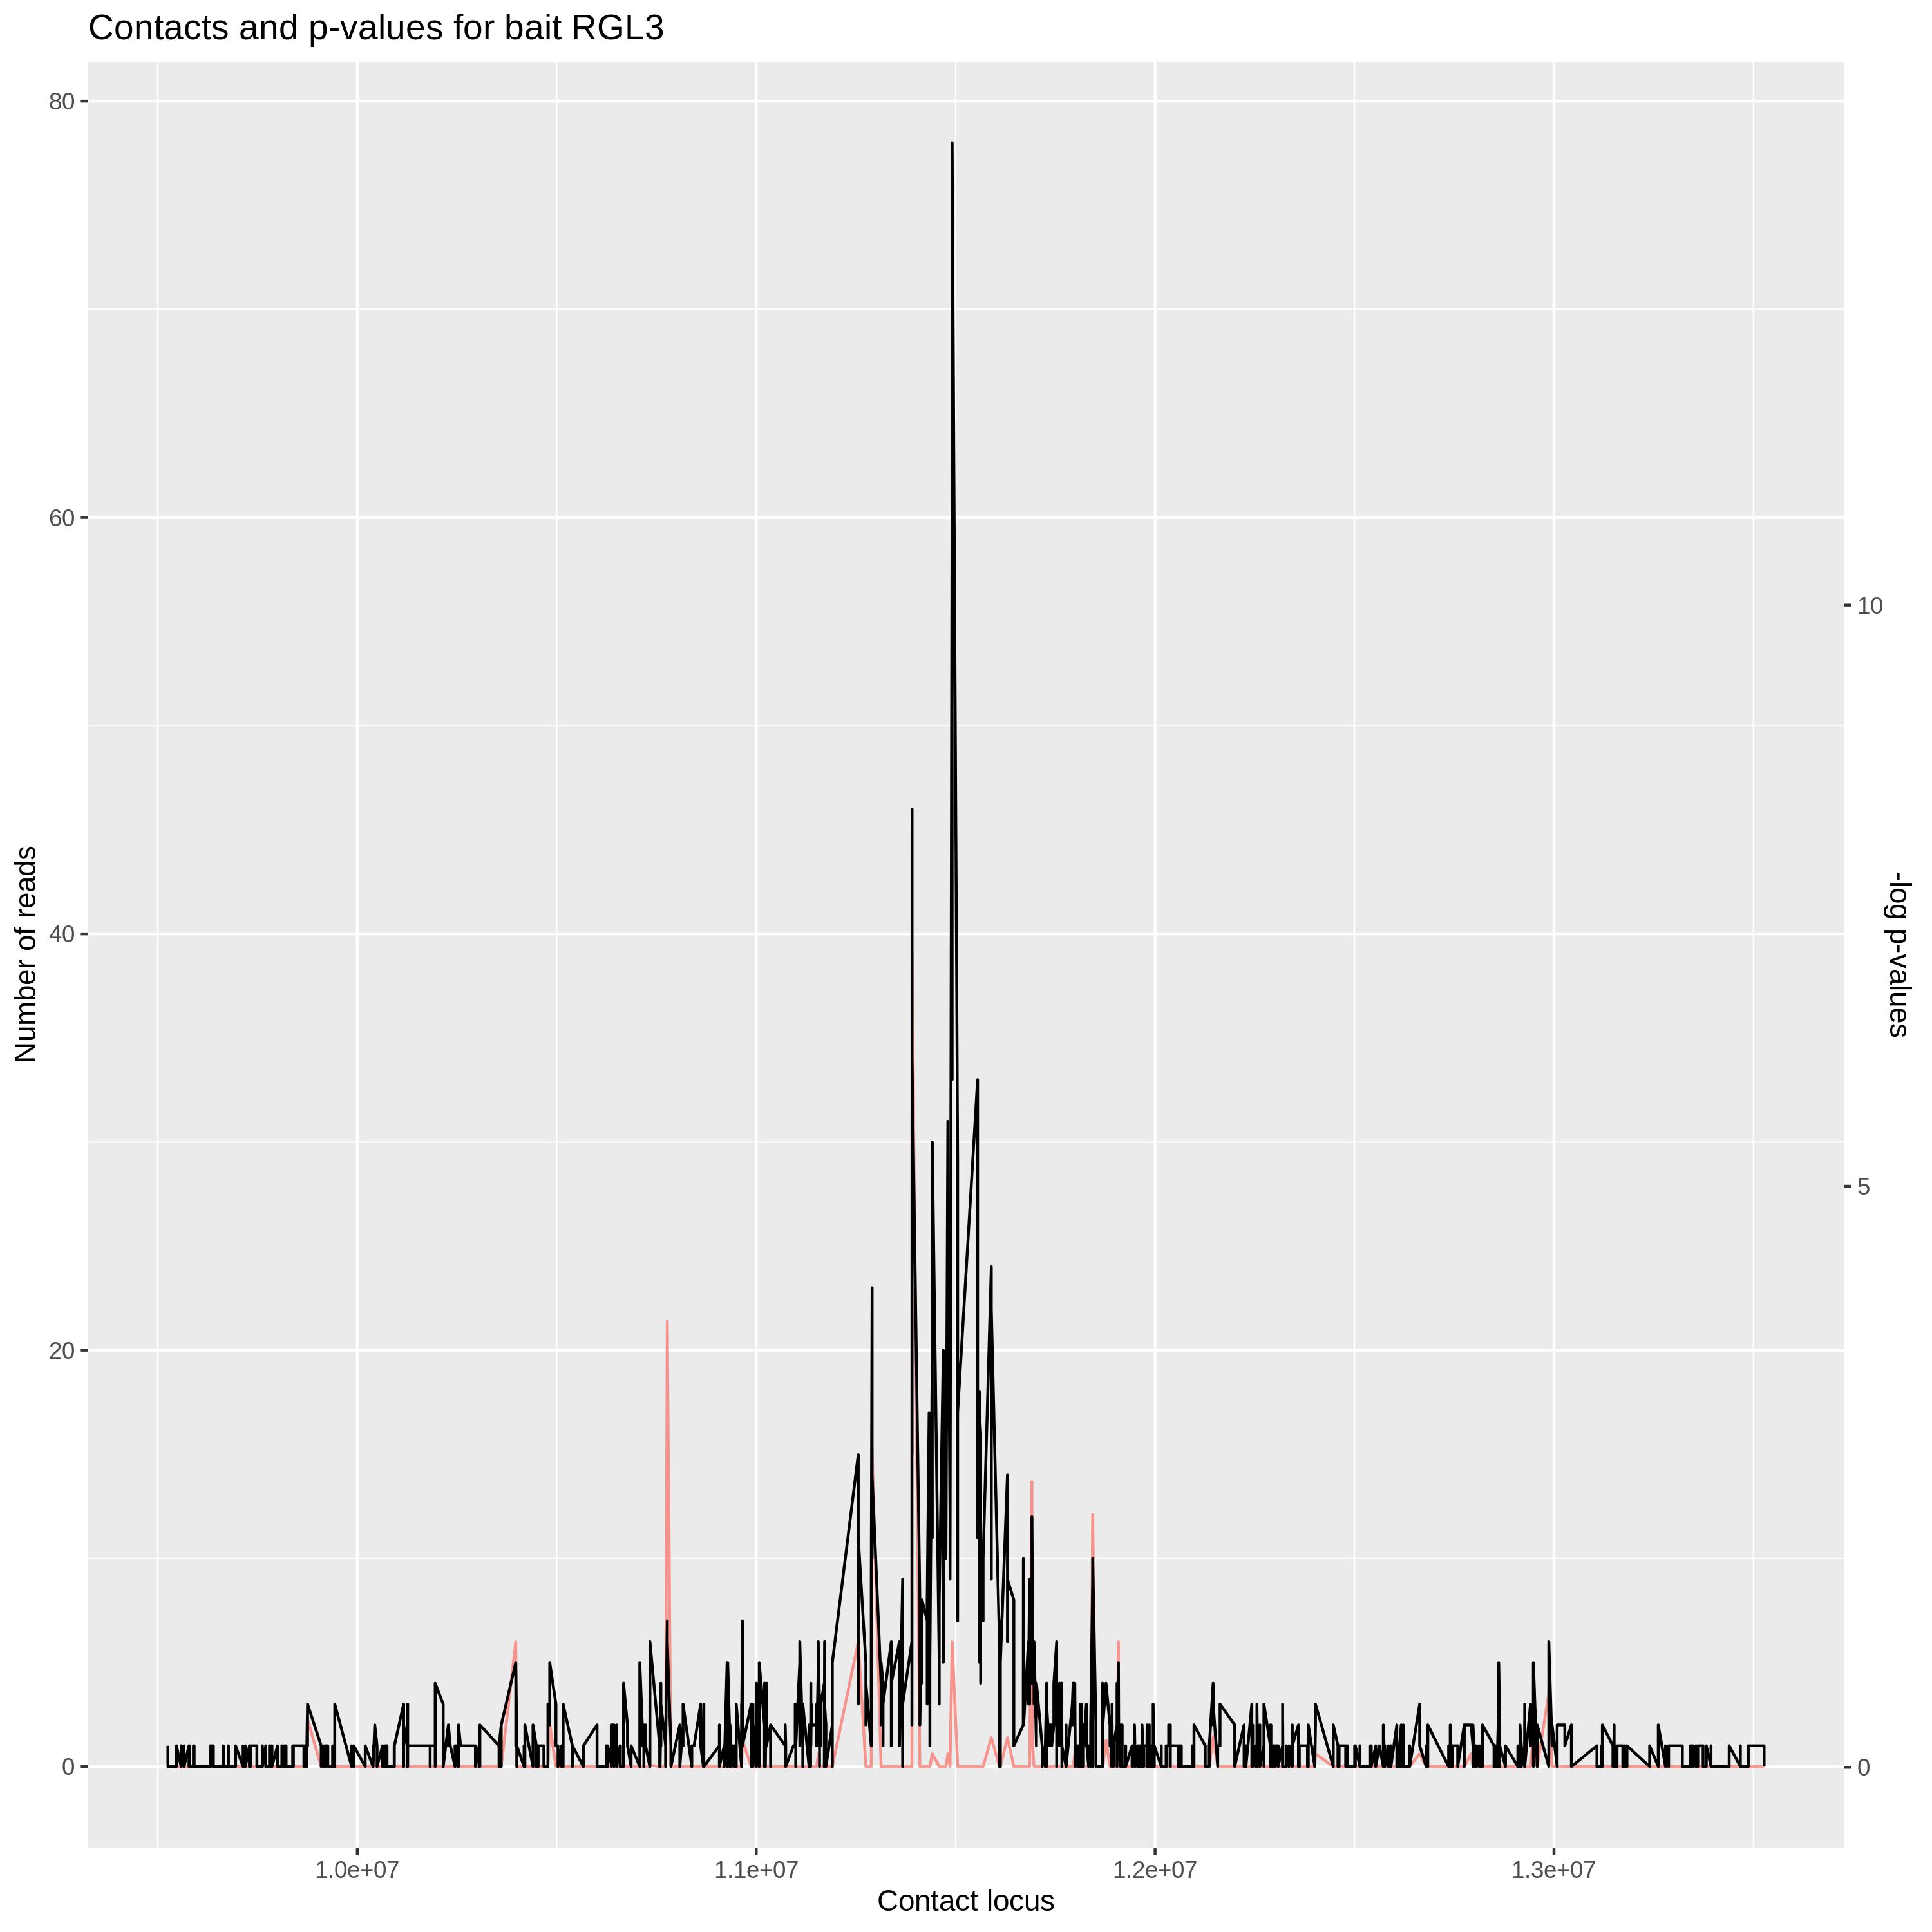 Contacts and p-values for bait RGL3
80
60
40
20
0
Number of reads
10
5
0
-log p-values
1.0e+07
1.1e+07
1.2e+07
1.3e+07
Contact locus